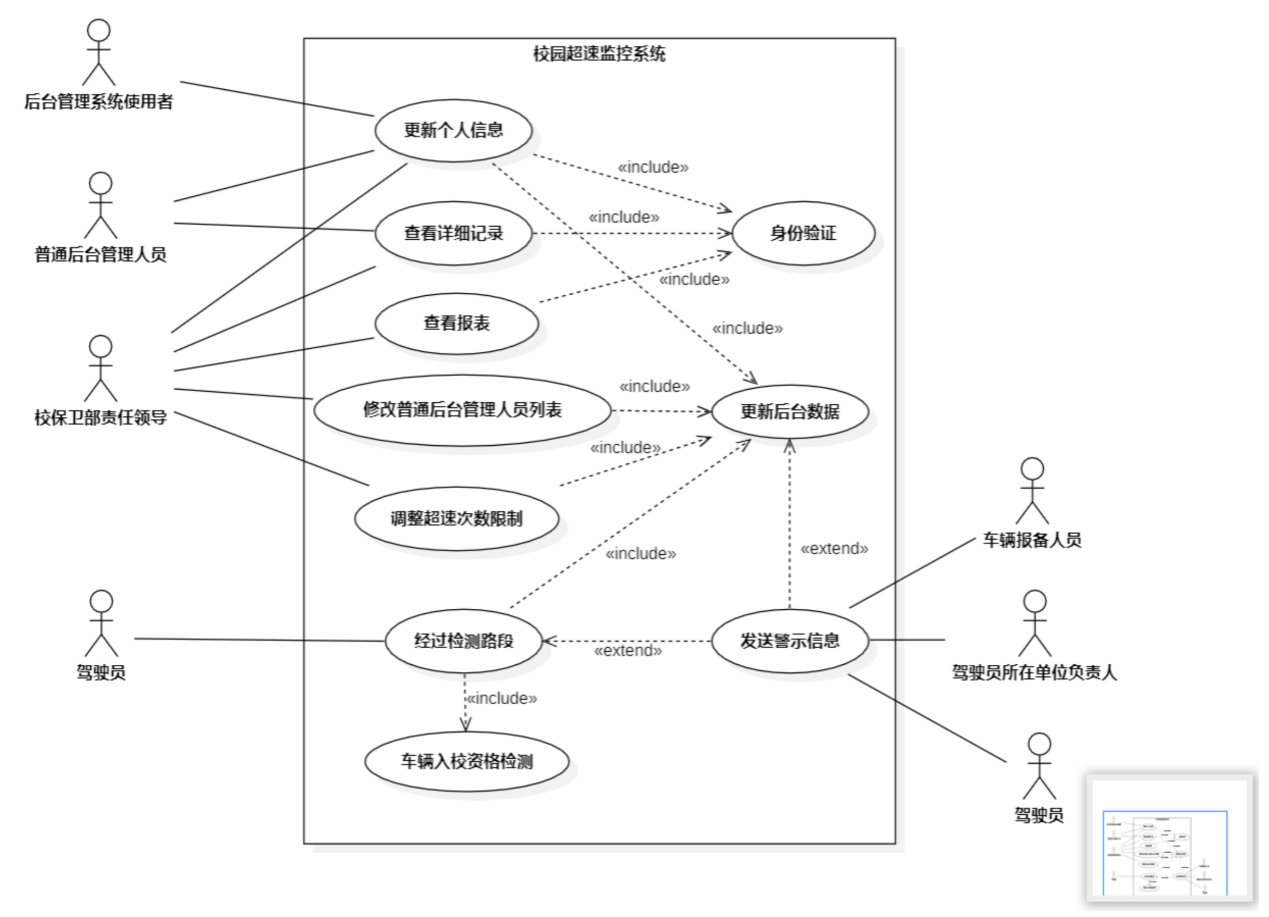 校园超速监控系统
后台管理系统使用者
更新个人信息
«include»
普通后台管理人员
«include»
查看详细记录
身份验证
«include»
查看报表
«include»
校保卫部责任领导
«include»
修改普通后台管理人员列表
更新后台数据
«include»
调整超速次数限制
车辆报备人员
«extend»
«include»
经过检测路段
发送警示信息
«extend»
驾驶员
驾驶员所在单位负责人
«include»
车辆入校资格检测
驾驶员